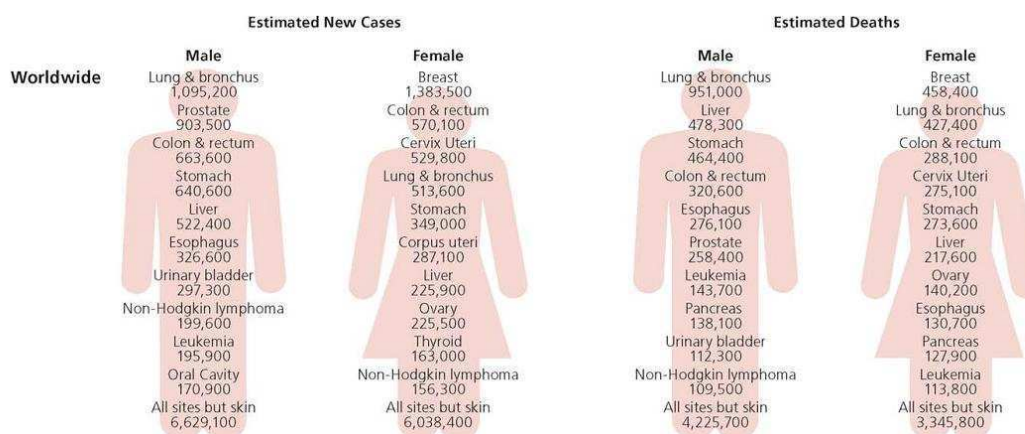 Estimated New Cases
Estimated Deaths
Worldwide
Male
Lung & bronchus
1,095,200
Prostate
903,500
Colon & rectum
663,600
Stomach
640,600
Liver
522,400
Esophagus
326,600
Urinary bladder
297,300
Non-Hodgkin lymphoma
199,600
Leukemia
195,900
Oral Cavity
170,900
All sites but skin
6,629,100
Female
Breast
1,383,500
Colon & rectum
570,100
Cervix Uteri
529,800
Lung & bronchus
513,600
Stomach
349,000
Corpus uteri
287,100
Liver
225,900
Ovary
225,500
Thyroid
163,000
Non-Hodgkin lymphoma
156,300
All sites but skin
6,038,400
Male
Lung & bronchus
951,000
Liver
478,300
Stomach
464,400
Colon & rectum
320,600
Esophagus
276,100
Prostate
258,400
Leukemia
143,700
Pancreas
138,100
Urinary bladder
112,300
Non-Hodgkin lymphoma
109,500
All sites but skin
4,225,700
Female
Breast
458,400
Lung & bronchus
427,400
Colon & rectum
288,100
Cervix Uteri
275,100
Stomach
273,600
Liver
217,600
Ovary
140,200
Esophagus
130,700
Pancreas
127,900
Leukemia
113,800
All sites but skin
3,345,800